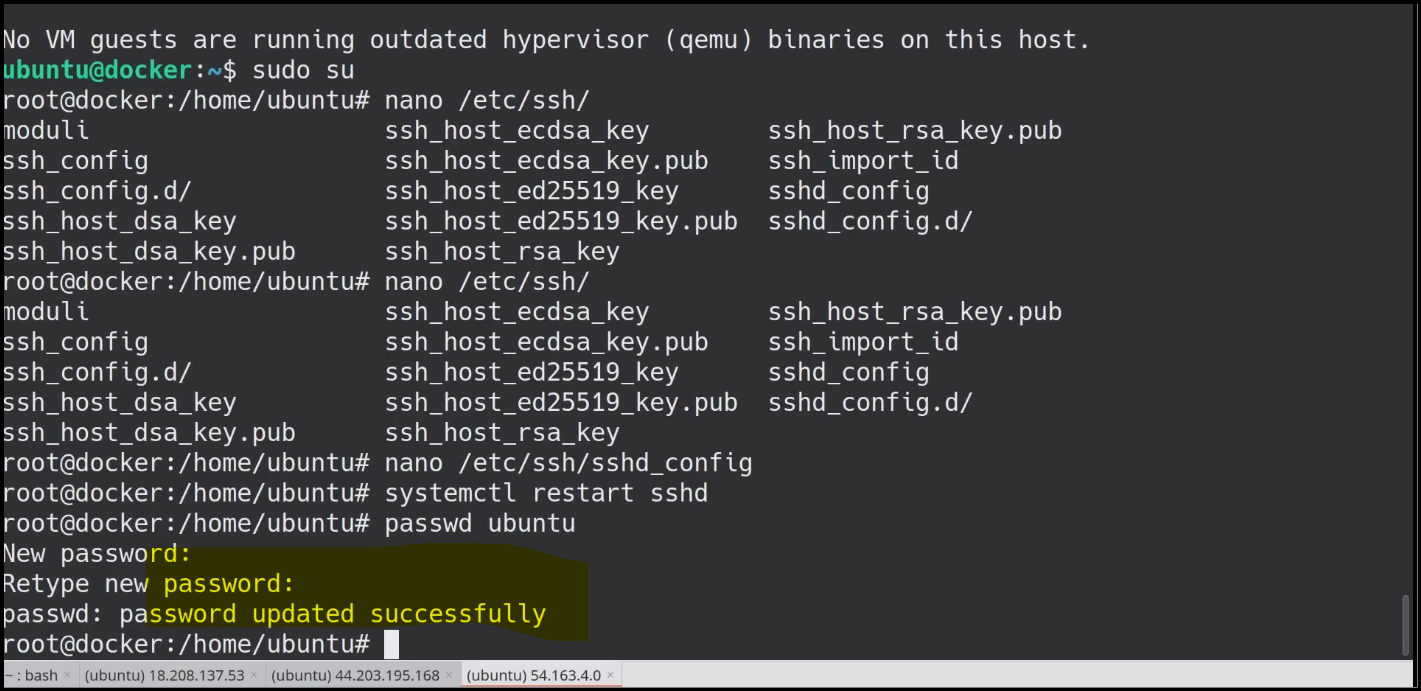 No VM guests are running outdated hypervisor (qemu) binaries on this host.
ubuntu@docker:~$ sudo su
root@docker:/home/ubuntu# nano /etc/ssh/
moduli ssh_host_ecdsa_key ssh_host_rsa_key.pub
ssh_config ssh_host_ecdsa_key.pub ssh_import_id
ssh_config.d/ ssh_host_ed25519_key sshd_config
ssh_host_dsa_key ssh_host_ed25519_key.pub sshd_config.d/
ssh_host_dsa_key.pub ssh_host_rsa_key
root@docker:/home/ubuntu# nano /etc/ssh/
moduli ssh_host_ecdsa_key ssh_host_rsa_key.pub
ssh_config ssh_host_ecdsa_key.pub ssh_import_id
ssh_config.d/ ssh_host_ed25519_key sshd_config
ssh_host_dsa_key ssh_host_ed25519_key.pub sshd_config.d/
ssh_host_dsa_key.pub ssh_host_rsa_key
root@docker:/home/ubuntu# nano /etc/ssh/sshd_config
root@docker:/home/ubuntu# systemctl restart sshd
root@docker:/home/ubuntu# passwd ubuntu
New password:
Retype new password:
passwd: password updated successfully
root@docker:/home/ubuntu#
~ : bash × (ubuntu) 18.208.137.53 × (ubuntu) 44.203.195.168 × (ubuntu) 54.163.4.0 ×